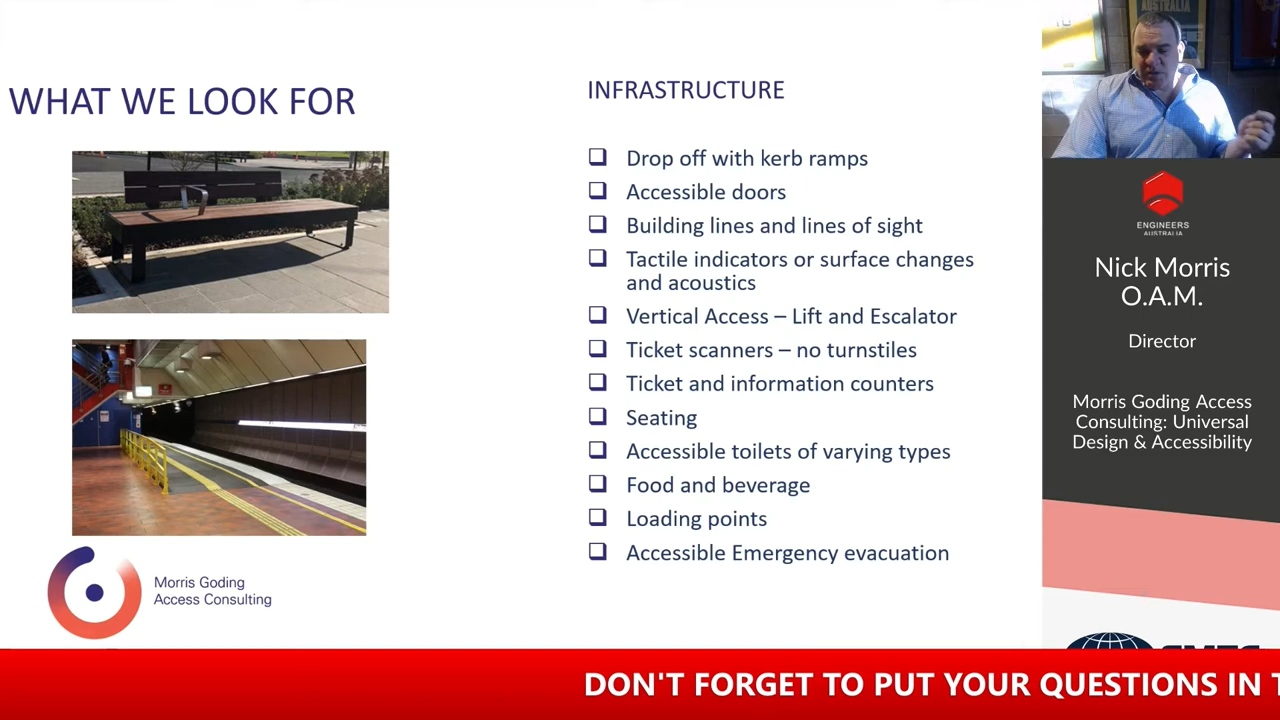 WHAT WE LOOK FOR
Morris Goding
Access Consulting
INFRASTRUCTURE
Drop off with kerb ramps
Accessible doors
Building lines and lines of sight
Tactile indicators or surface changes
and acoustics
Vertical Access – Lift and Escalator
Ticket scanners – no turnstiles
Ticket and information counters
Seating
Accessible toilets of varying types
Food and beverage
Loading points
Accessible Emergency evacuation
AUSTRALIA
ENGINEERS
AUSTRALIA
Nick Morris
O.A.M.
Director
Morris Goding Access
Consulting: Universal
Design & Accessibility
DON'T FORGET TO PUT YOUR QUESTIONS IN